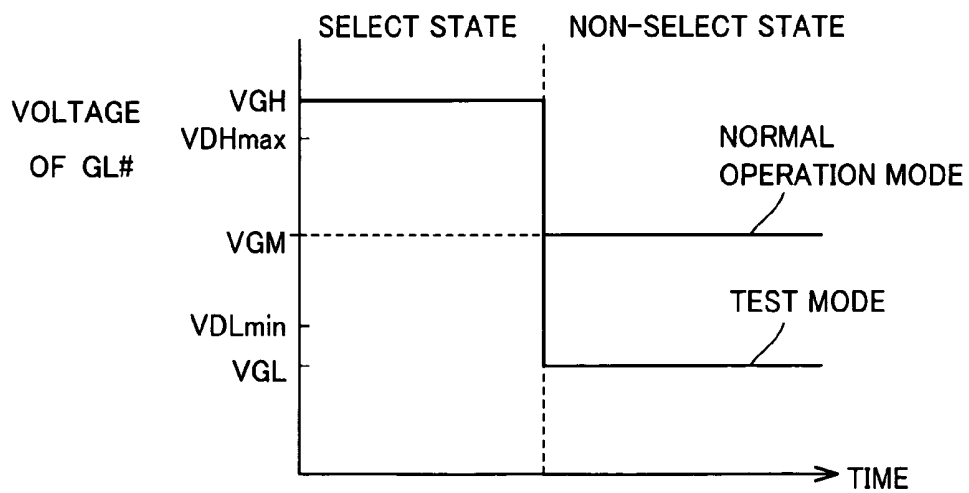 SELECT STATE
NON-SELECT STATE
VOLTAGE
OF GL#
VGH
VDHmax
NORMAL
OPERATION MODE
VGM
TEST MODE
VDLmin
VGL
TIME